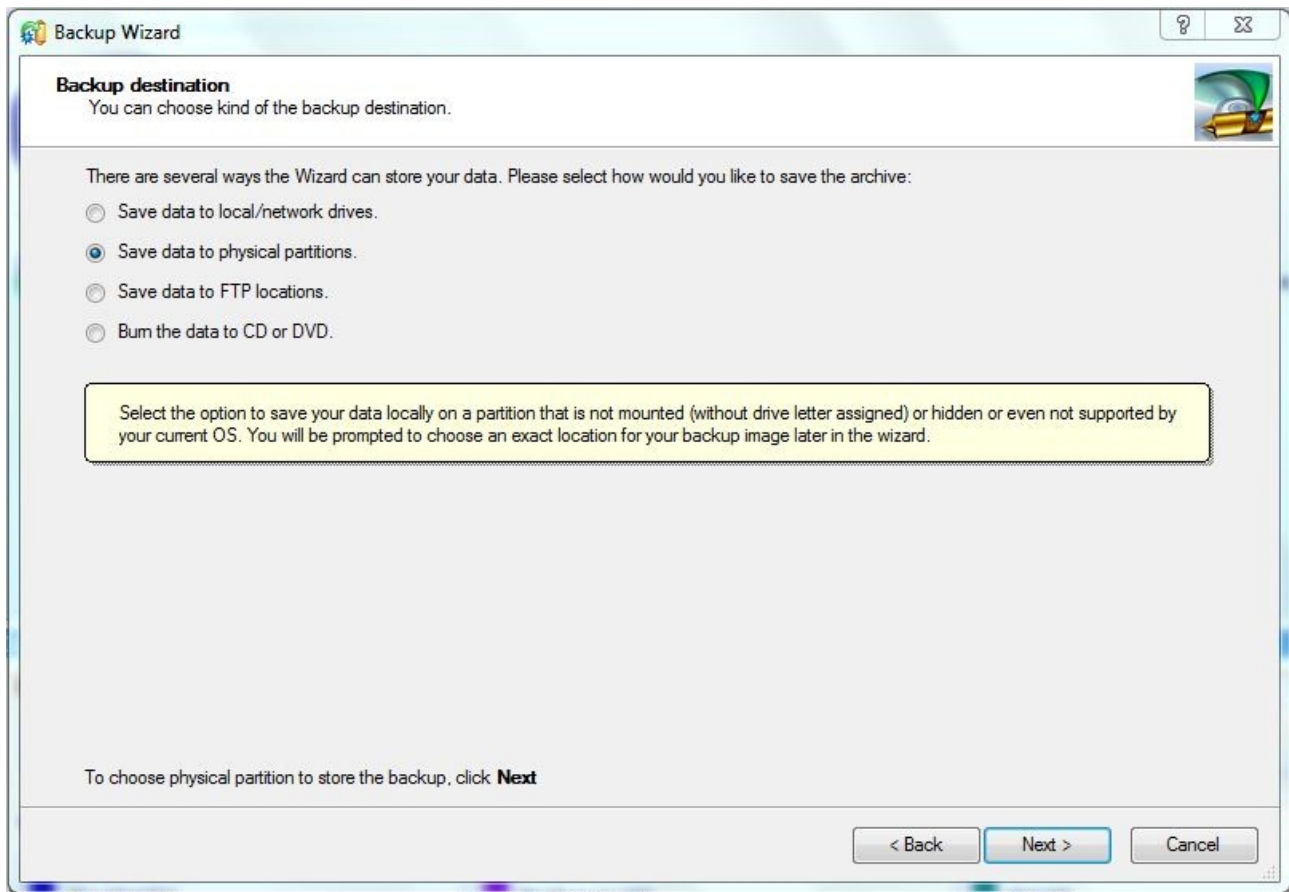 Backup Wizard
?
Backup destination
You can choose kind of the backup destination.
There are several ways the Wizard can store your data. Please select how would you like to save the archive:
Save data to local/network drives.
Save data to physical partitions.
Save data to FTP locations.
Burn the data to CD or DVD.
Select the option to save your data locally on a partition that is not mounted (without drive letter assigned) or hidden or even not supported by
your current OS. You will be prompted to choose an exact location for your backup image later in the wizard.
To choose physical partition to store the backup, click Next
< Back Next > Cancel